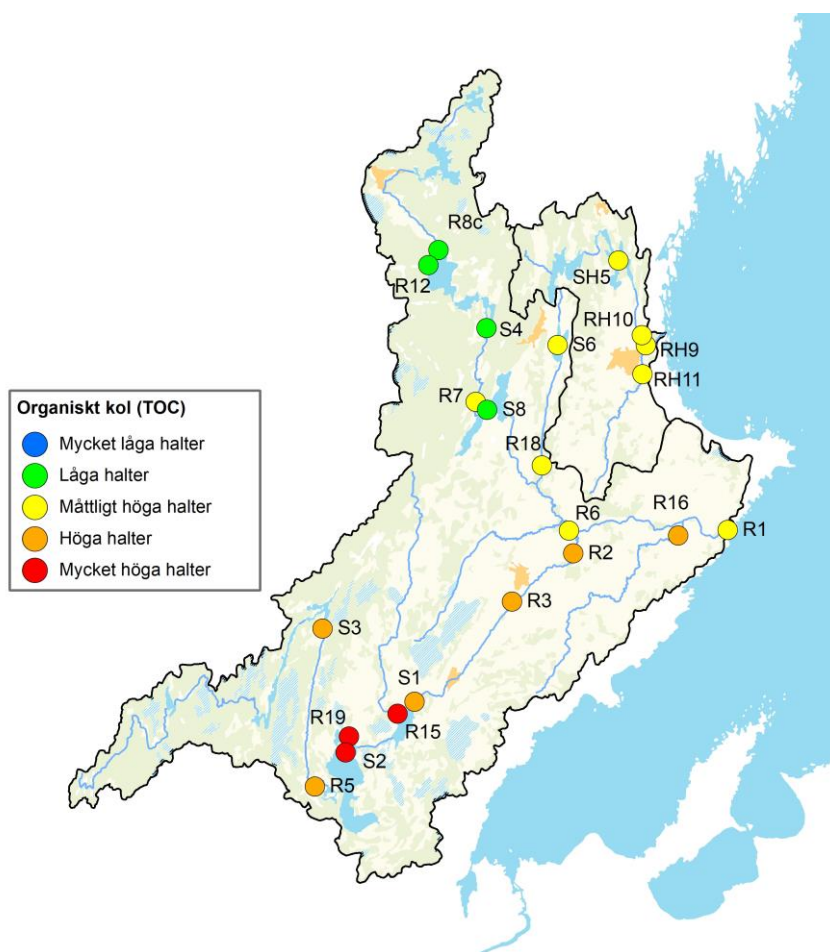 R8c
R12
SH5
S4
RH10
S6
RH9
R7
RH11
S8
R18
R16
R6
R1
R2
R3
S3
S1
R19
R15
S2
R5
Organiskt kol (TOC)
Mycket låga halter
Låga halter
Måttligt höga halter
Höga halter
Mycket höga halter